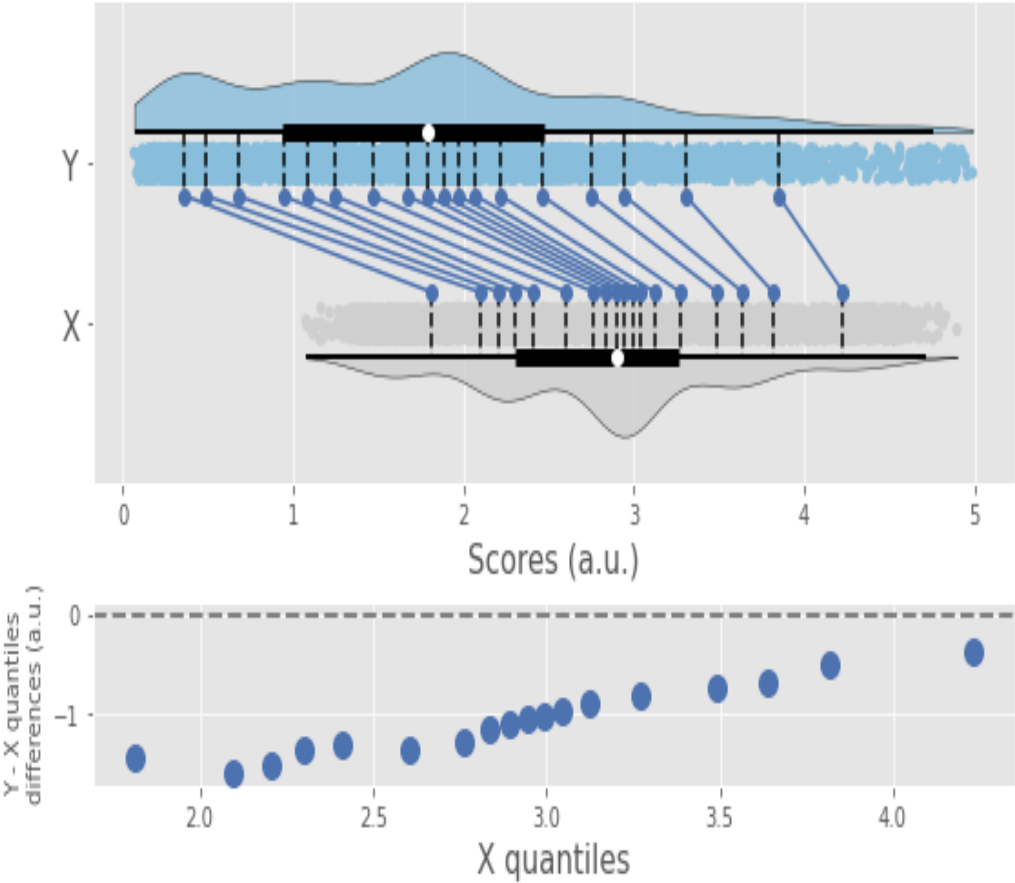 Y
X
0 1 2 3 4 5
Scores (a.u.)
Y - X quantiles
differences (a.u.)
0
−1
2.0 2.5 3.0 3.5 4.0
X quantiles